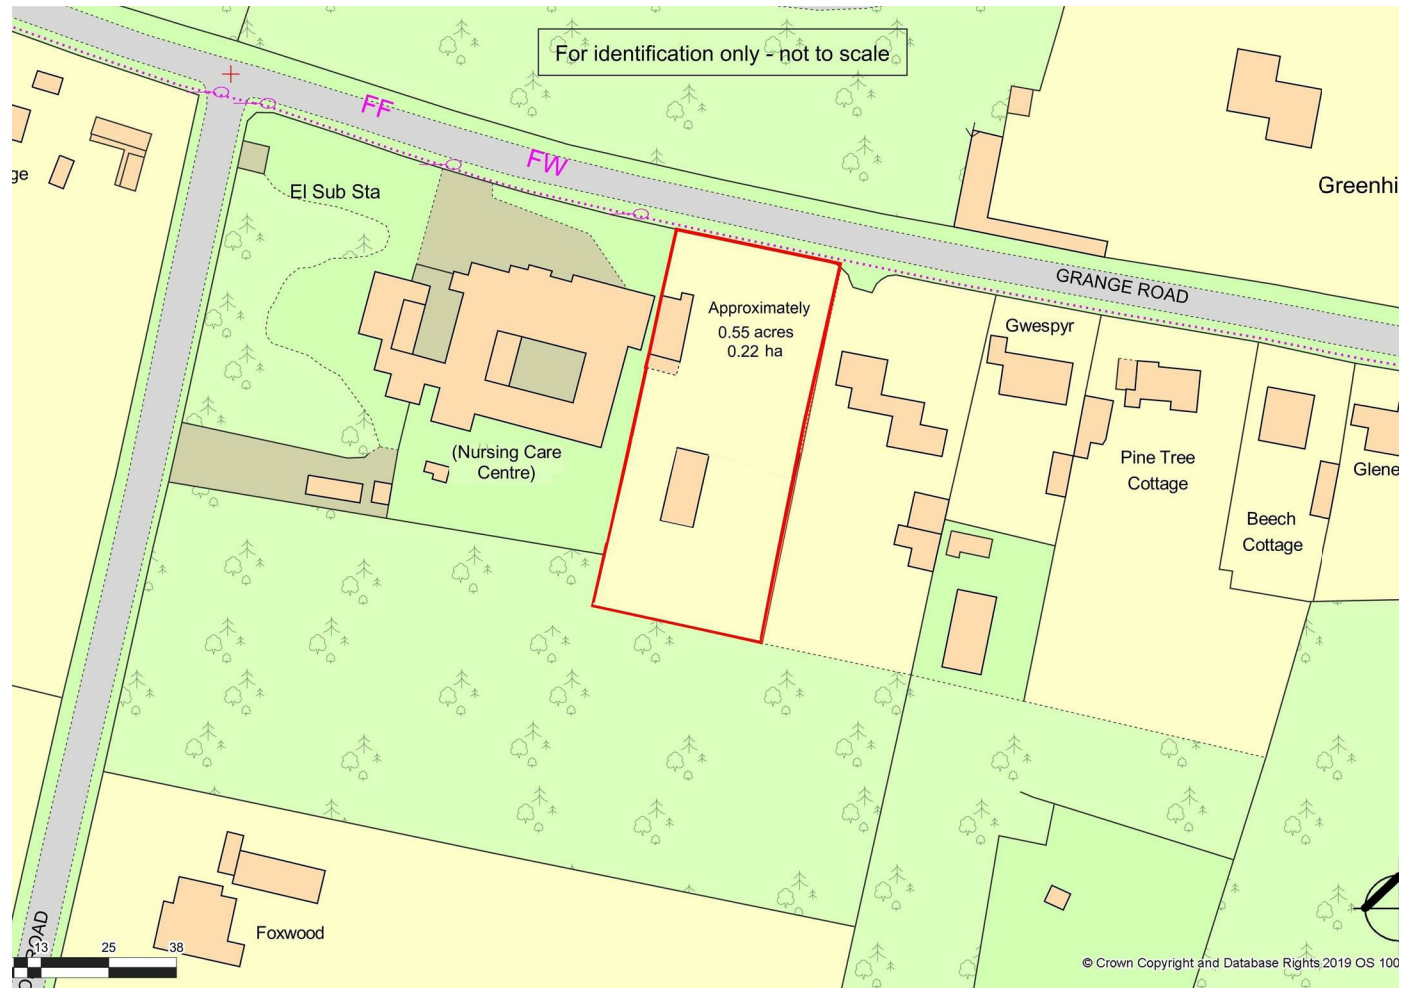 For identification only - not to scale
FF
FW
ge
El Sub Sta
Greenhi
GRANGE ROAD
Approximately
0.55 acres
0.22 ha
Gwespyr
(Nursing Care
Centre)
Pine Tree
Cottage
Glene
Beech
Cottage
Foxwood
ROAD
13 25 38
© Crown Copyright and Database Rights 2019 OS 100